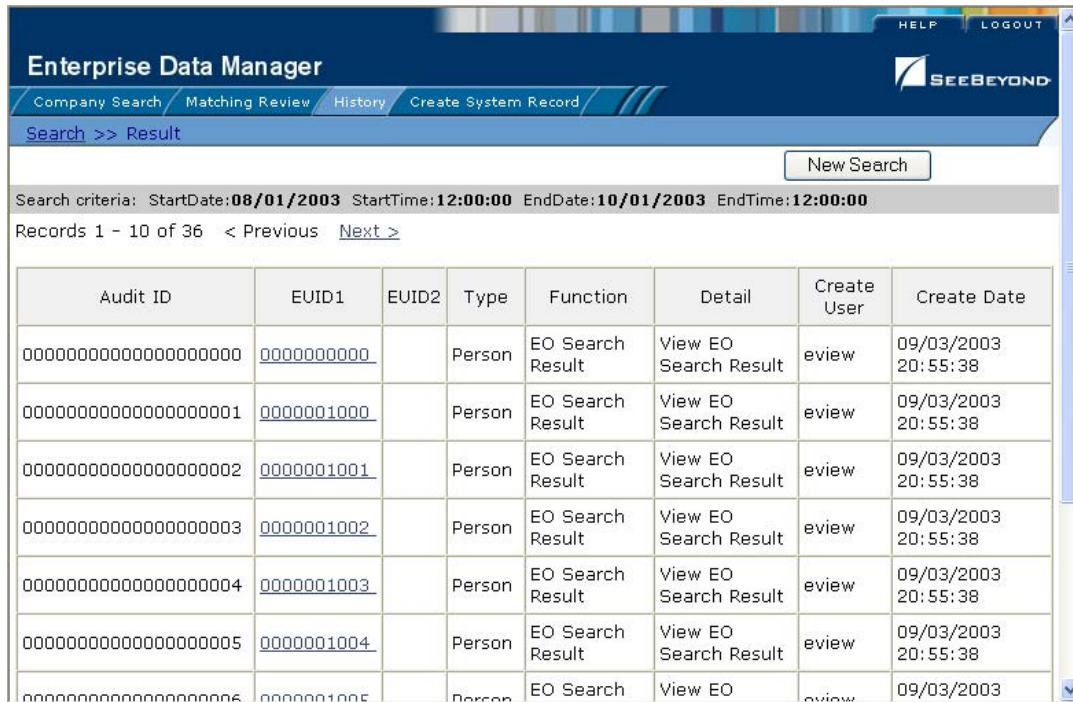 HELP LOGOUT
Enterprise Data Manager
SEEBEYOND
Company Search Matching Review History Create System Record
Search >> Result
New Search
Search criteria: StartDate:08/01/2003 StartTime:12:00:00 EndDate:10/01/2003 EndTime:12:00:00
Records 1 - 10 of 36 < Previous Next >
Audit ID EUID1 EUID2 Type Function Detail Create User Create Date
00000000000000000000 0000000000 Person EO Search Result View EO Search Result eview 09/03/2003 20:55:38
00000000000000000001 0000001000 Person EO Search Result View EO Search Result eview 09/03/2003 20:55:38
00000000000000000002 0000001001 Person EO Search Result View EO Search Result eview 09/03/2003 20:55:38
00000000000000000003 0000001002 Person EO Search Result View EO Search Result eview 09/03/2003 20:55:38
00000000000000000004 0000001003 Person EO Search Result View EO Search Result eview 09/03/2003 20:55:38
00000000000000000005 0000001004 Person EO Search Result View EO Search Result eview 09/03/2003 20:55:38
00000000000000000006 0000001005 Person EO Search View EO eview 09/03/2003